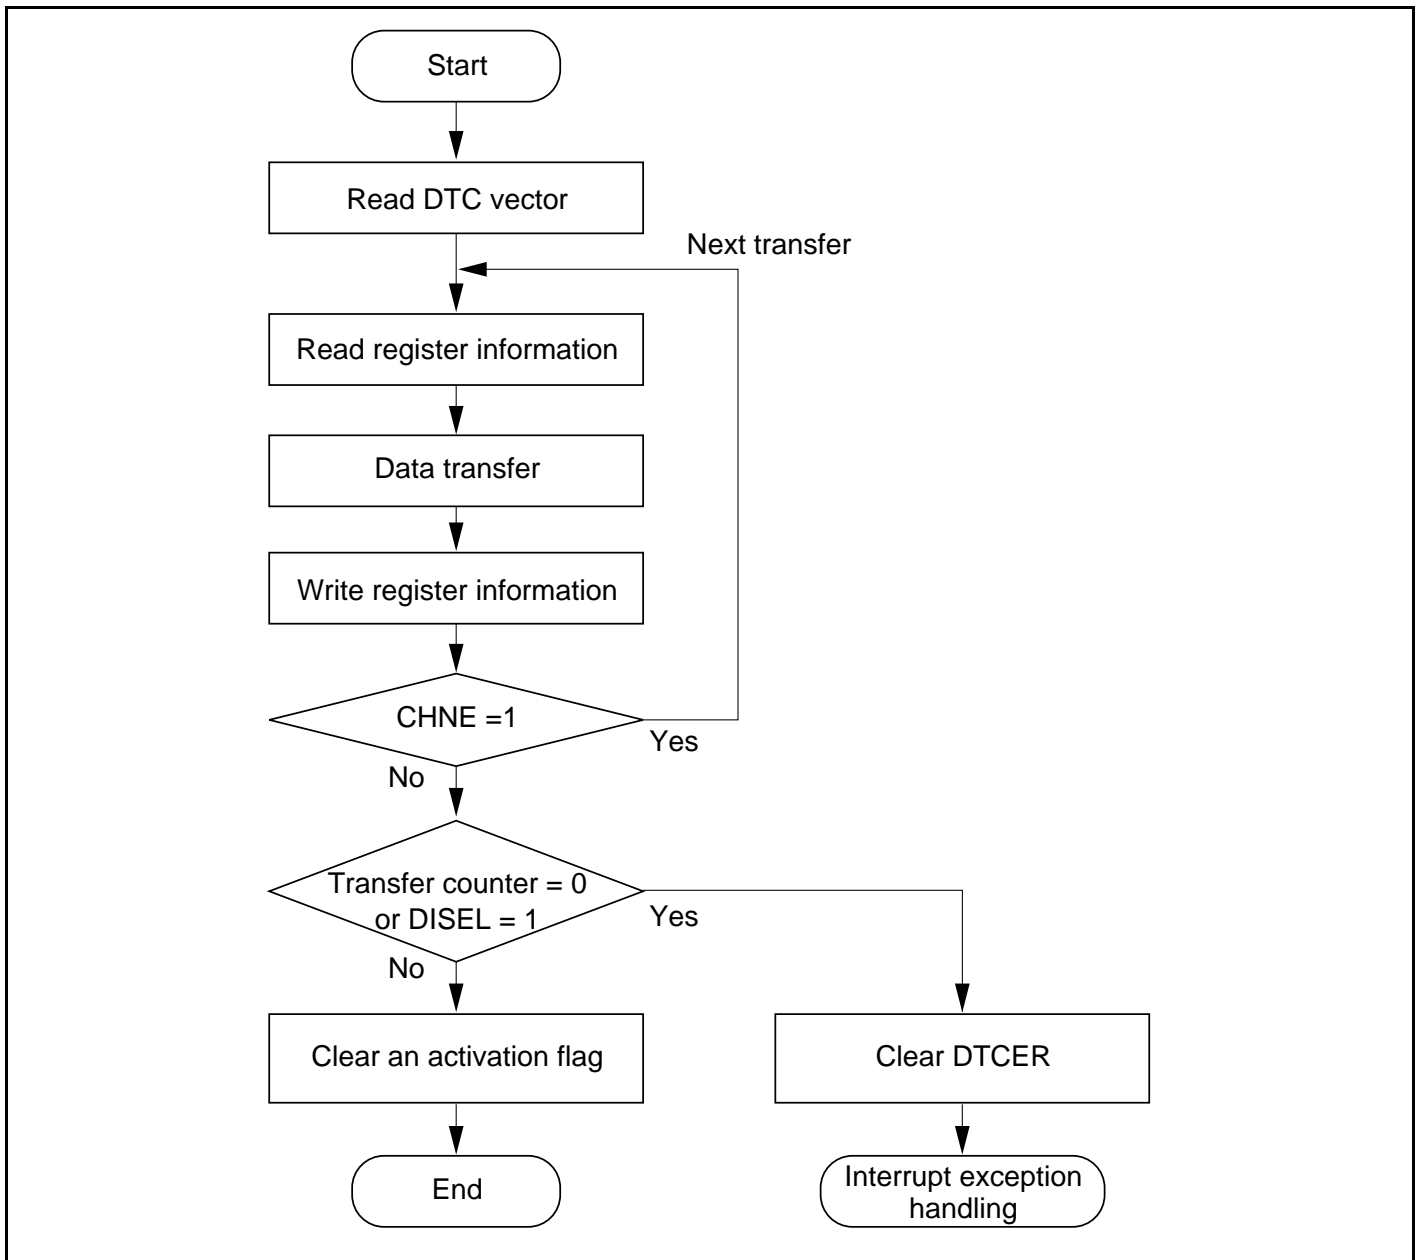 Start
Read DTC vector
Next transfer
Read register information
Data transfer
Write register information
CHNE =1
Yes
No
Transfer counter = 0
or DISEL = 1
Yes
No
Clear an activation flag
Clear DTCER
End
Interrupt exception
handling